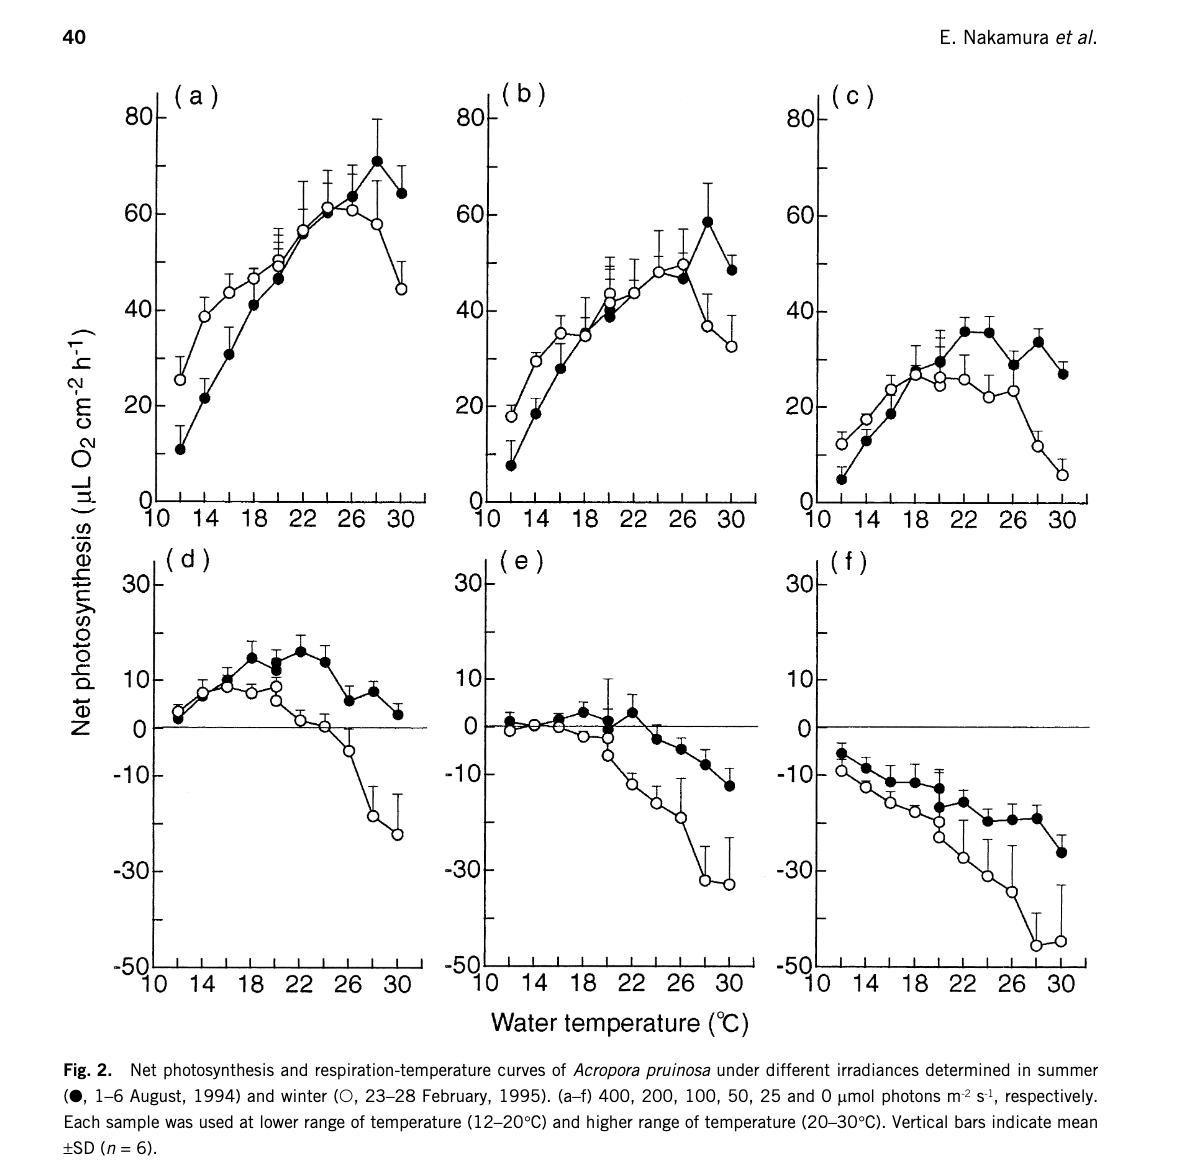 40
E. Nakamura et al.
(a)
(b)
(c)
80
60
40
20
0
10 14 18 22 26 30
80
60
40
20
0
10 14 18 22 26 30
80
60
40
20
0
10 14 18 22 26 30
Net photosynthesis (μL O₂ cm⁻² h⁻¹)
(d)
(e)
(f)
30
10
0
-10
-30
-50
10 14 18 22 26 30
30
10
0
-10
-30
-50
10 14 18 22 26 30
30
10
0
-10
-30
-50
10 14 18 22 26 30
Water temperature (℃)
Fig. 2. Net photosynthesis and respiration-temperature curves of Acropora pruinosa under different irradiances determined in summer
(●, 1–6 August, 1994) and winter (○, 23–28 February, 1995). (a–f) 400, 200, 100, 50, 25 and 0 μmol photons m⁻² s⁻¹, respectively.
Each sample was used at lower range of temperature (12–20°C) and higher range of temperature (20–30°C). Vertical bars indicate mean
±SD (n = 6).